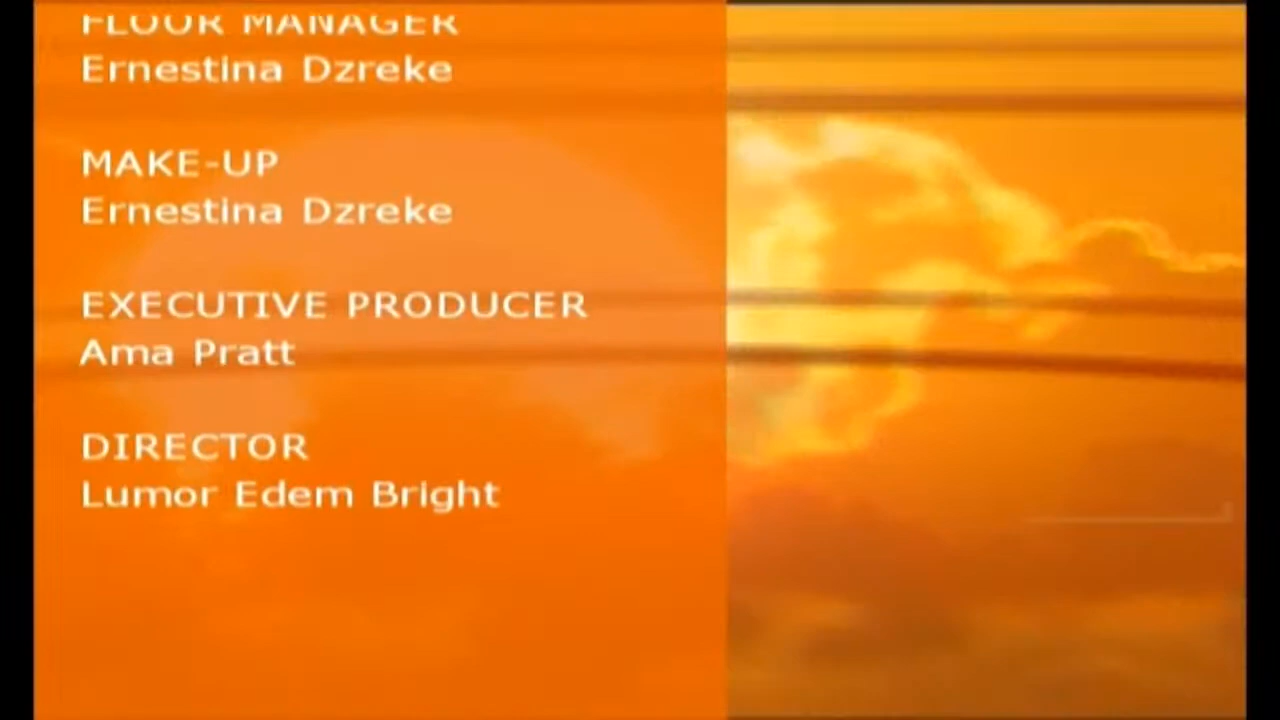 FLOOR MANAGER
Ernestina Dzreke
MAKE-UP
Ernestina Dzreke
EXECUTIVE PRODUCER
Ama Pratt
DIRECTOR
Lumor Edem Bright